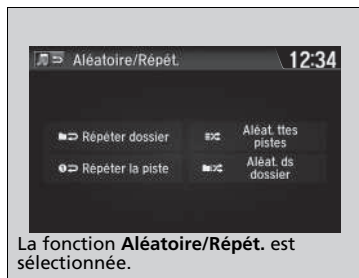 Aléatoire/Répét.
12:34
Répéter dossier
Aléat. ttes
pistes
Répéter la piste
Aléat. ds
dossier
La fonction Aléatoire/Répét. est
sélectionnée.